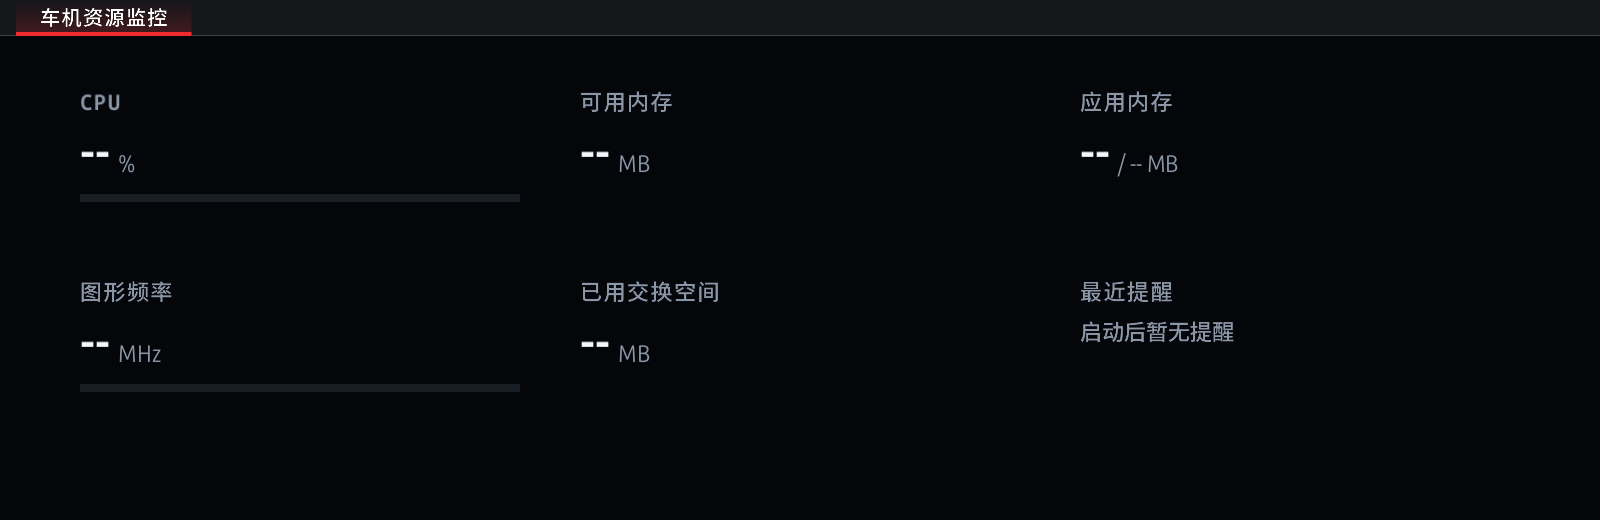 车机资源监控
CPU
可用内存
应用内存
-- %
-- MB
-- / -- MB
图形频率
已用交换空间
最近提醒
启动后暂无提醒
-- MHz
-- MB